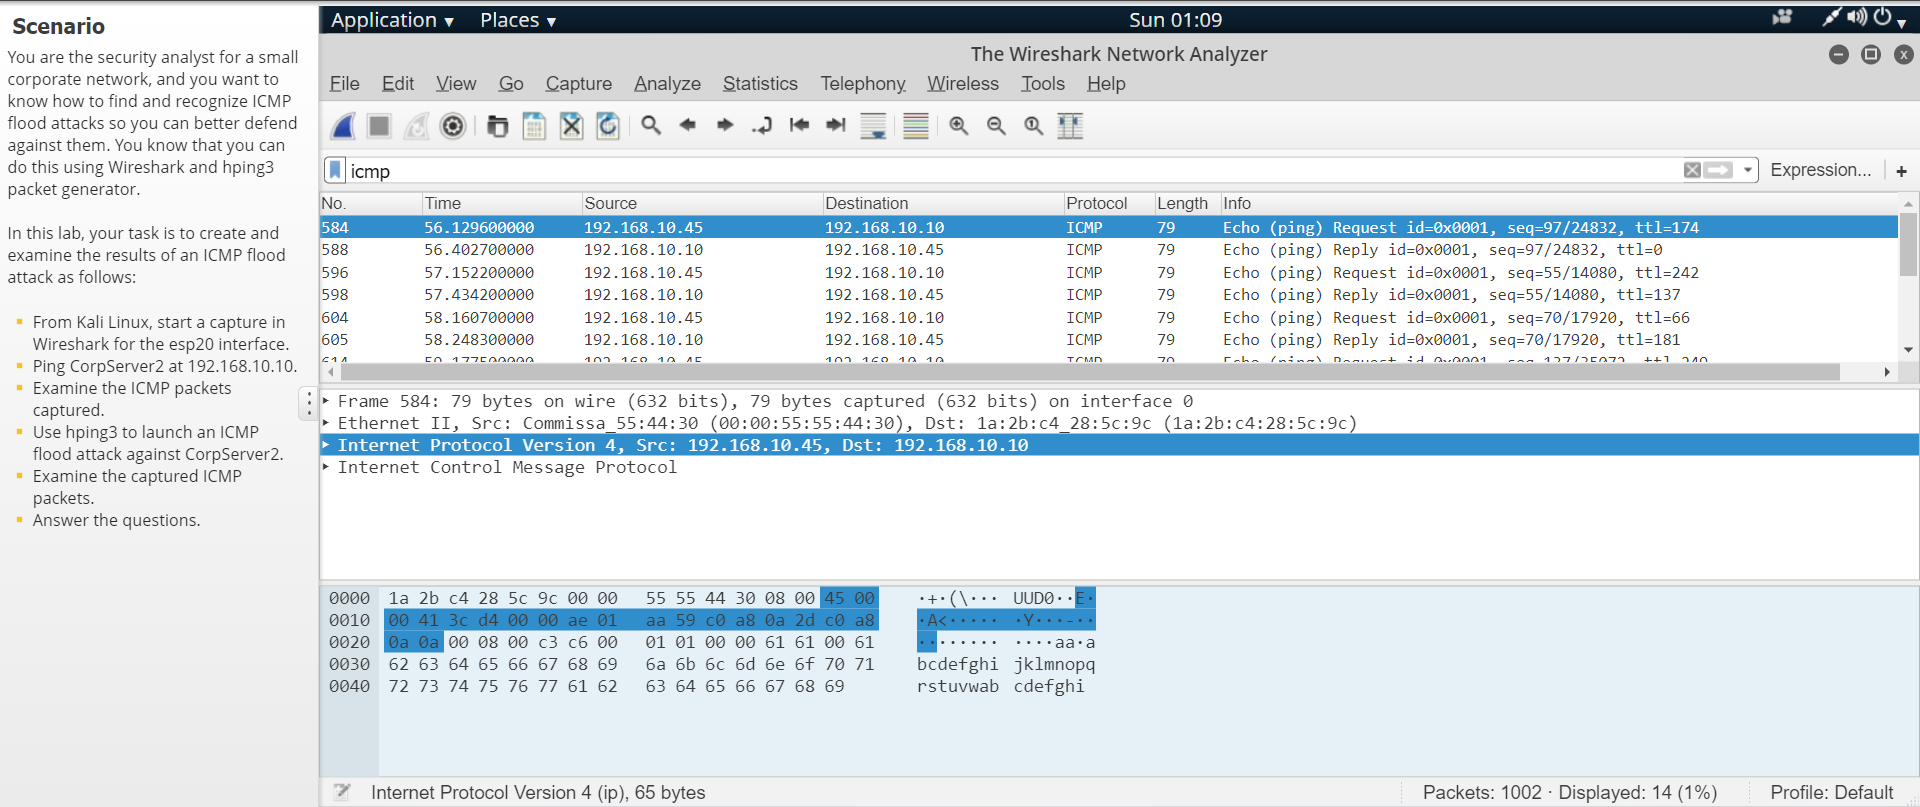 Scenario
You are the security analyst for a small
corporate network, and you want to
know how to find and recognize ICMP
flood attacks so you can better defend
against them. You know that you can
do this using Wireshark and hping3
packet generator.
In this lab, your task is to create and
examine the results of an ICMP flood
attack as follows:
From Kali Linux, start a capture in
Wireshark for the esp20 interface.
Ping CorpServer2 at 192.168.10.10.
Examine the ICMP packets
captured.
Use hping3 to launch an ICMP
flood attack against CorpServer2.
Examine the captured ICMP
packets.
Answer the questions.
Application ▾ Places ▾ Sun 01:09
The Wireshark Network Analyzer
File Edit View Go Capture Analyze Statistics Telephony Wireless Tools Help
icmp Expression... +
No. Time Source Destination Protocol Length Info
584 56.129600000 192.168.10.45 192.168.10.10 ICMP 79 Echo (ping) Request id=0x0001, seq=97/24832, ttl=174
588 56.402700000 192.168.10.10 192.168.10.45 ICMP 79 Echo (ping) Reply id=0x0001, seq=97/24832, ttl=0
596 57.152200000 192.168.10.45 192.168.10.10 ICMP 79 Echo (ping) Request id=0x0001, seq=55/14080, ttl=242
598 57.434200000 192.168.10.10 192.168.10.45 ICMP 79 Echo (ping) Reply id=0x0001, seq=55/14080, ttl=137
604 58.160700000 192.168.10.45 192.168.10.10 ICMP 79 Echo (ping) Request id=0x0001, seq=70/17920, ttl=66
605 58.248300000 192.168.10.10 192.168.10.45 ICMP 79 Echo (ping) Reply id=0x0001, seq=70/17920, ttl=181
Frame 584: 79 bytes on wire (632 bits), 79 bytes captured (632 bits) on interface 0
Ethernet II, Src: Commissa_55:44:30 (00:00:55:55:44:30), Dst: 1a:2b:c4_28:5c:9c (1a:2b:c4:28:5c:9c)
Internet Protocol Version 4, Src: 192.168.10.45, Dst: 192.168.10.10
Internet Control Message Protocol
0000 1a 2b c4 28 5c 9c 00 00 55 55 44 30 08 00 45 00 ·+·(\··· UUD0··E·
0010 00 41 3c d4 00 00 ae 01 aa 59 c0 a8 0a 2d c0 a8 ·A<····· ·Y···-··
0020 0a 0a 00 08 00 c3 c6 00 01 01 00 00 61 61 00 61 ········ ····aa·a
0030 62 63 64 65 66 67 68 69 6a 6b 6c 6d 6e 6f 70 71 bcdefghi jklmnopq
0040 72 73 74 75 76 77 61 62 63 64 65 66 67 68 69 rstuvwab cdefghi
Internet Protocol Version 4 (ip), 65 bytes Packets: 1002 · Displayed: 14 (1%) Profile: Default